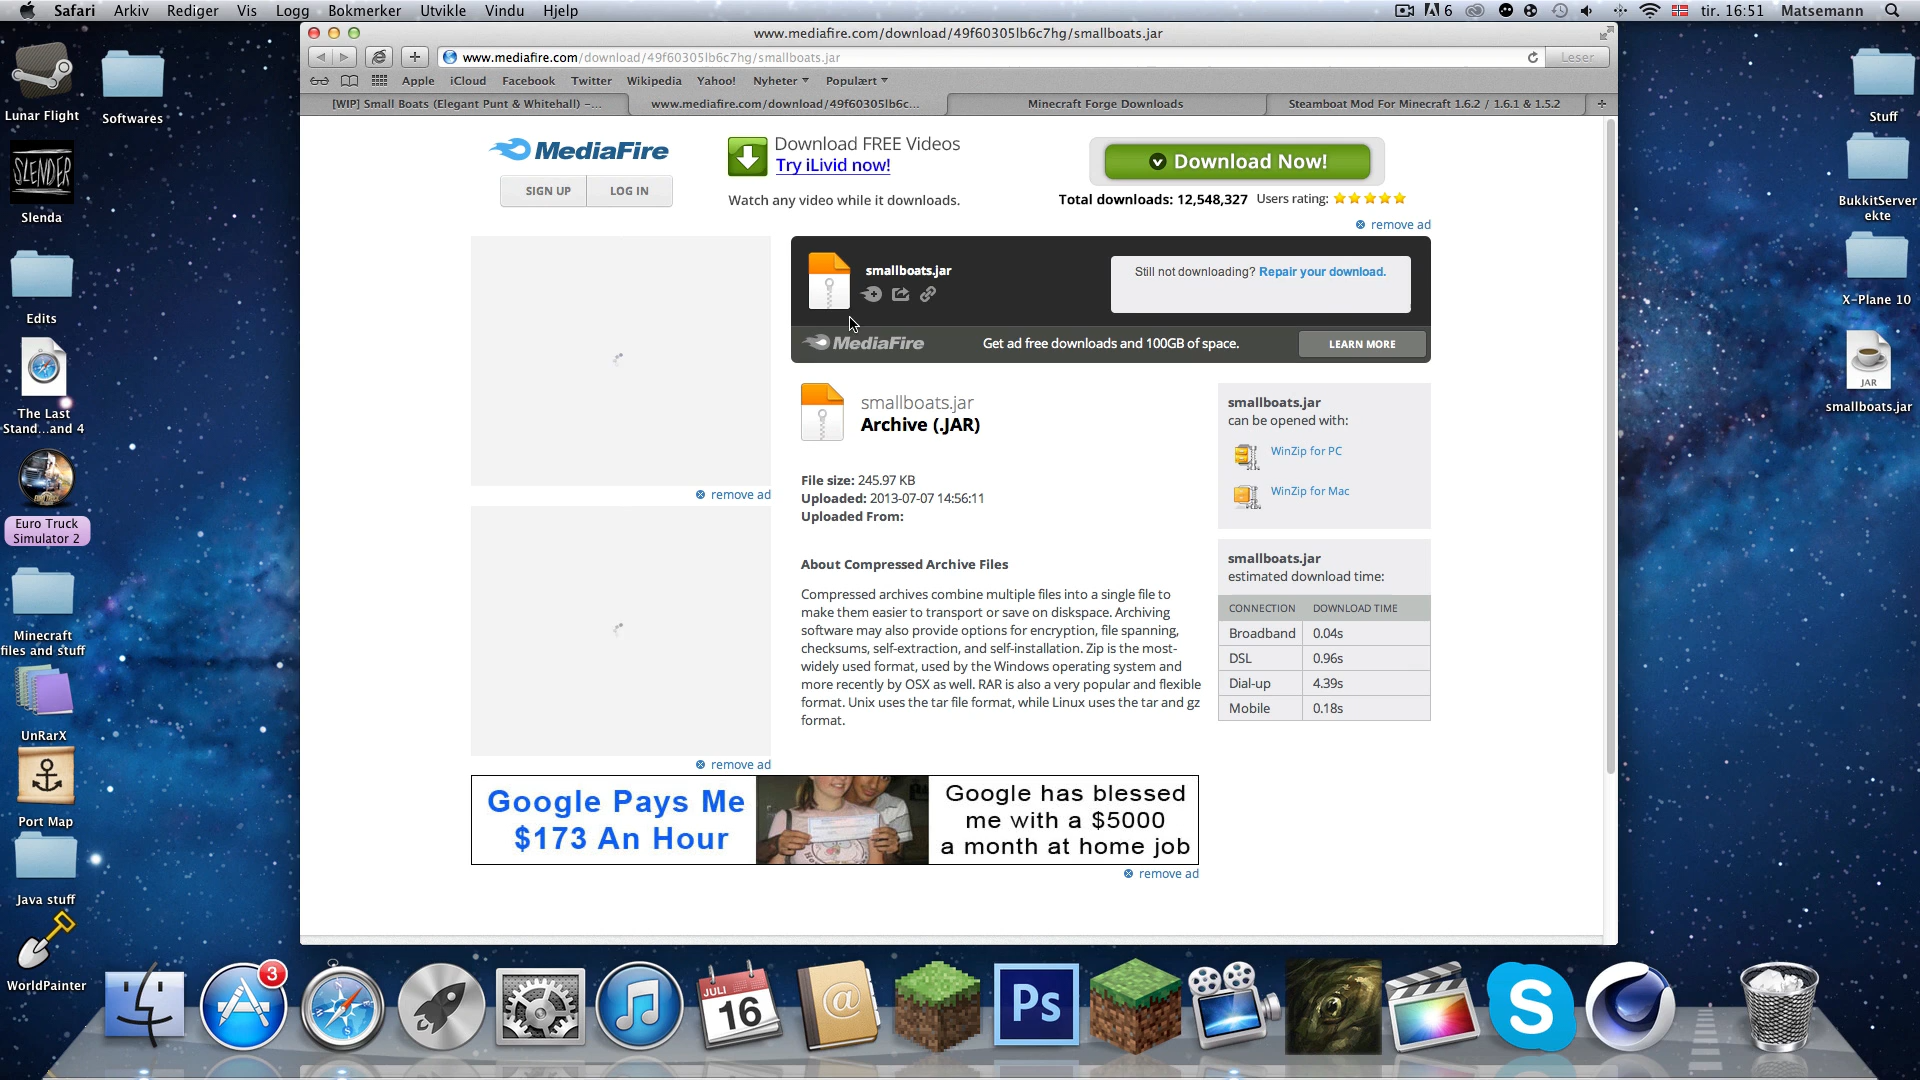 Safari Arkiv Rediger Vis Logg Bokmerker Utvikle Vindu Hjelp
6 tir. 16:51 Matsemann
www.mediafire.com/download/49f60305lb6c7hg/smallboats.jar
www.mediafire.com/download/49f60305lb6c7hg/smallboats.jar
Leser
Apple iCloud Facebook Twitter Wikipedia Yahoo! Nyheter Populært
[WIP] Small Boats (Elegant Punt & Whitehall) –...
www.mediafire.com/download/49f60305lb6c...
Minecraft Forge Downloads
Steamboat Mod For Minecraft 1.6.2 / 1.6.1 & 1.5.2
MediaFire
SIGN UP
LOG IN
Download FREE Videos
Try iLivid now!
Watch any video while it downloads.
Download Now!
Total downloads: 12,548,327 Users rating:
remove ad
smallboats.jar
Still not downloading? Repair your download.
MediaFire
Get ad free downloads and 100GB of space.
LEARN MORE
remove ad
remove ad
smallboats.jar
Archive (.JAR)
File size: 245.97 KB
Uploaded: 2013-07-07 14:56:11
Uploaded From:
About Compressed Archive Files
Compressed archives combine multiple files into a single file to
make them easier to transport or save on diskspace. Archiving
software may also provide options for encryption, file spanning,
checksums, self-extraction, and self-installation. Zip is the most-
widely used format, used by the Windows operating system and
more recently by OSX as well. RAR is also a very popular and flexible
format. Unix uses the tar file format, while Linux uses the tar and gz
format.
smallboats.jar
can be opened with:
WinZip for PC
WinZip for Mac
smallboats.jar
estimated download time:
CONNECTION DOWNLOAD TIME
Broadband 0.04s
DSL 0.96s
Dial-up 4.39s
Mobile 0.18s
Google Pays Me
$173 An Hour
Google has blessed
me with a $5000
a month at home job
remove ad
Lunar Flight
Softwares
SLENDER
Slenda
Edits
The Last
Stand...and 4
Euro Truck
Simulator 2
Minecraft
files and stuff
UnRarX
Port Map
Java stuff
WorldPainter
Stuff
BukkitServer
ekte
X-Plane 10
JAR
smallboats.jar
3
JULI
16
@
Ps
S